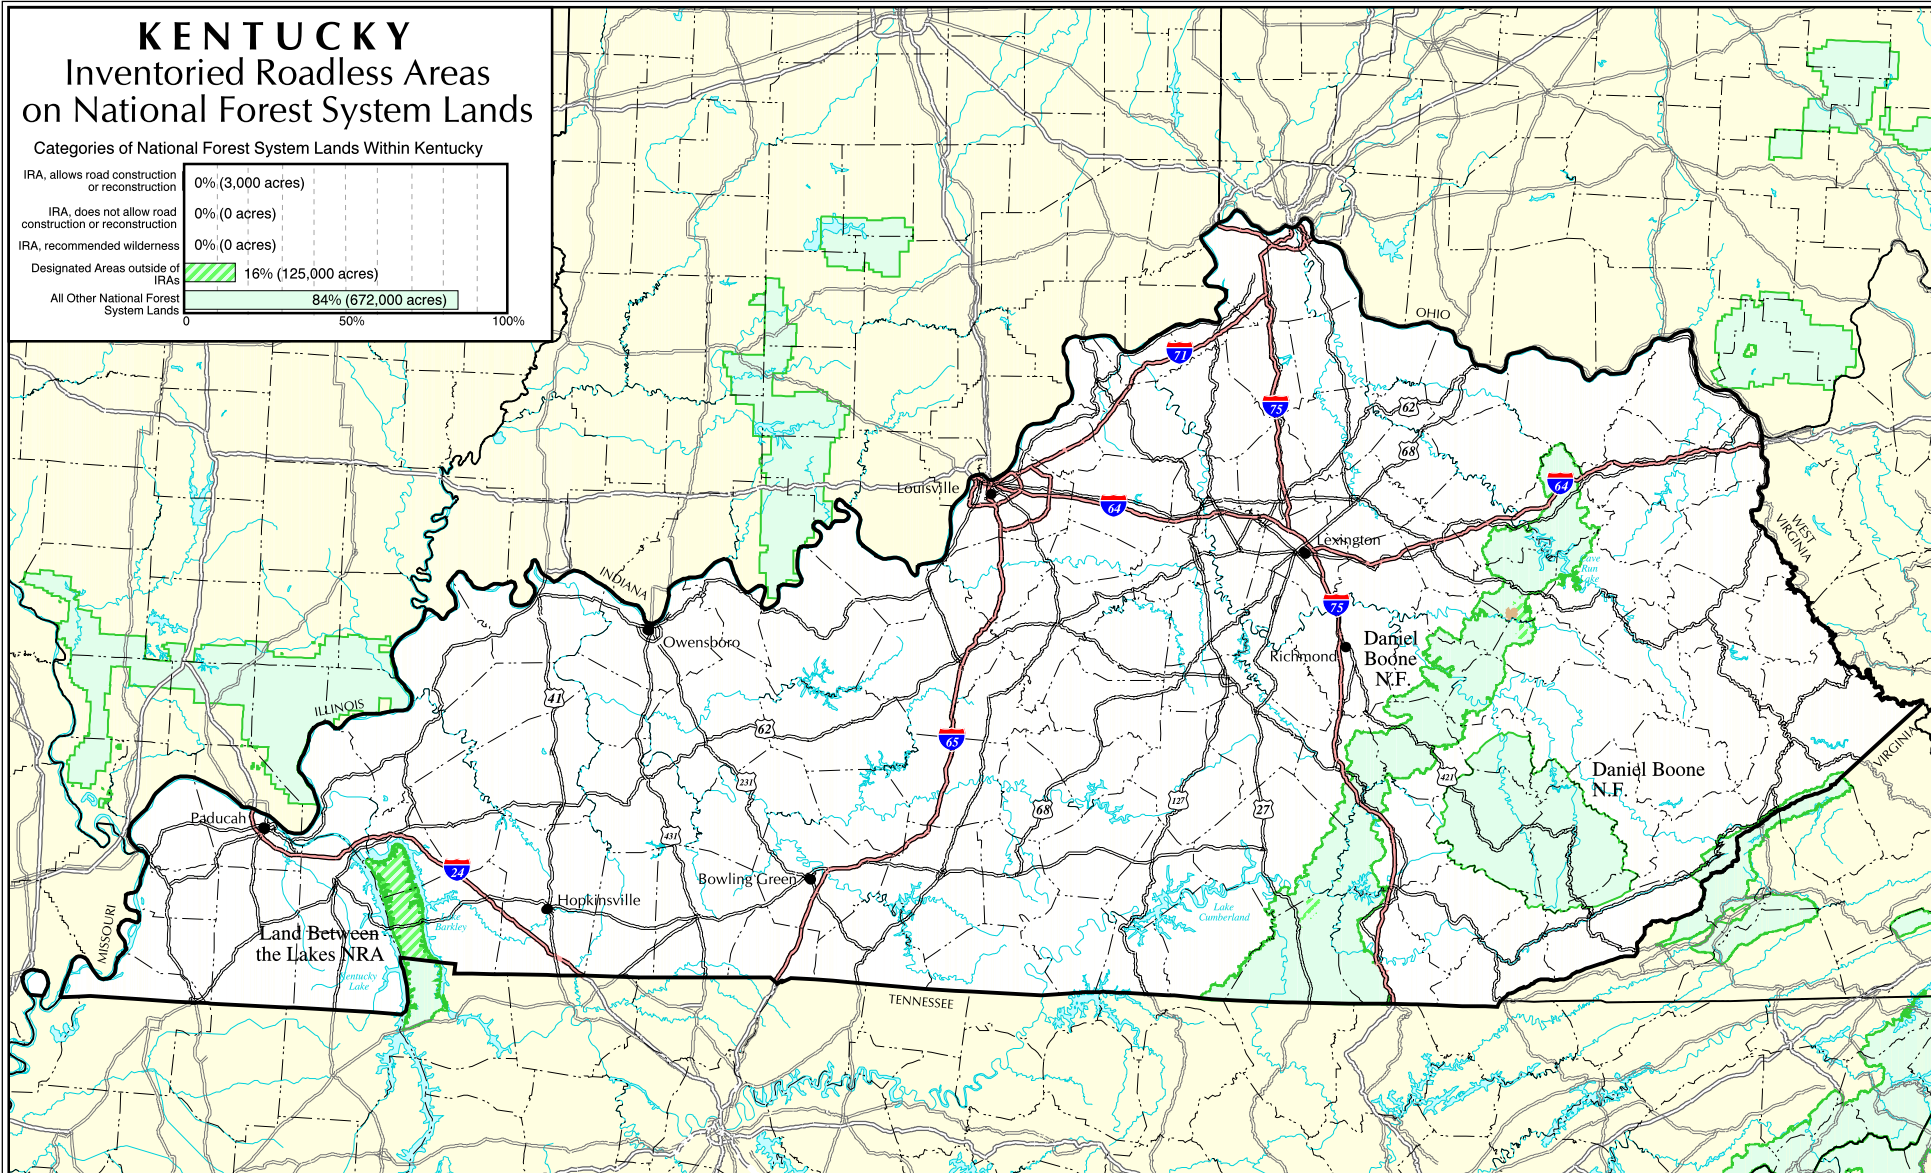 KENTUCKY
Inventoried Roadless Areas
on National Forest System Lands
Categories of National Forest System Lands Within Kentucky
IRA, allows road construction
or reconstruction
0% (3,000 acres)
IRA, does not allow road
construction or reconstruction
0% (0 acres)
IRA, recommended wilderness
0% (0 acres)
Designated Areas outside of
IRAs
16% (125,000 acres)
All Other National Forest
System Lands
84% (672,000 acres)
0
50%
100%
OHIO
71
75
62
68
64
Louisville
64
Lexington
WEST
VIRGINIA
Cave
Run
Lake
INDIANA
75
Owensboro
Richmond
Daniel
Boone
N.F.
41
ILLINOIS
62
65
VIRGINIA
Daniel Boone
N.F.
421
231
68
127
27
Paducah
431
24
Bowling Green
Hopkinsville
Lake
Cumberland
MISSOURI
Lake
Barkley
Land Between
the Lakes NRA
Kentucky
Lake
TENNESSEE